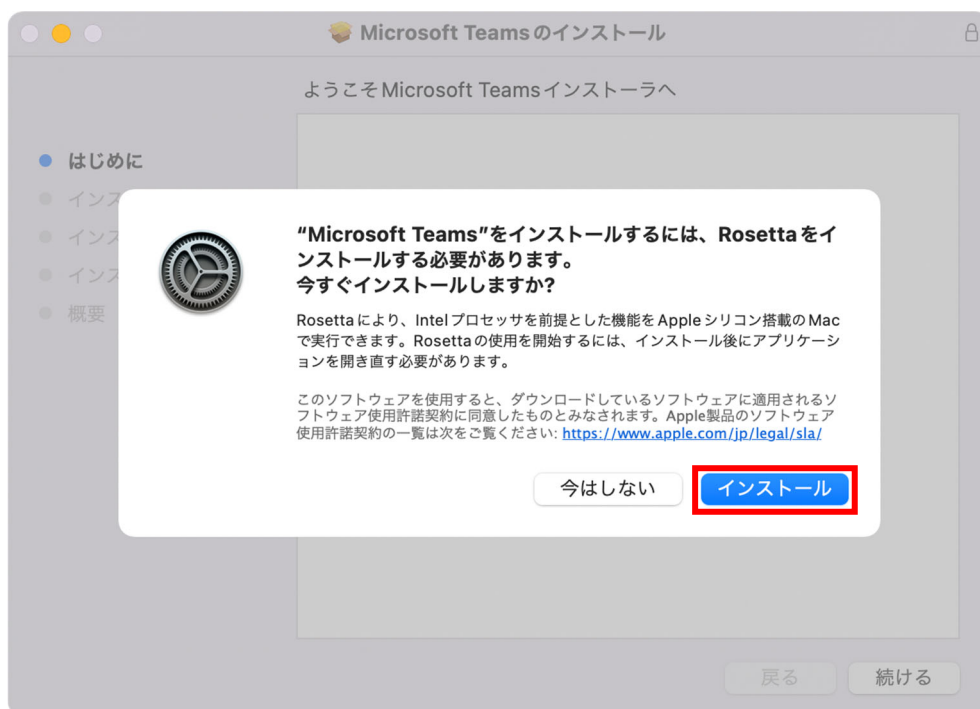 Microsoft Teamsのインストール
ようこそMicrosoft Teamsインストーラへ
はじめに
インス
インス
インス
概要
“Microsoft Teams”をインストールするには、Rosettaをイ
ンストールする必要があります。
今すぐインストールしますか?
Rosettaにより、Intelプロセッサを前提とした機能をAppleシリコン搭載のMac
で実行できます。Rosettaの使用を開始するには、インストール後にアプリケーシ
ョンを開き直す必要があります。
このソフトウェアを使用すると、ダウンロードしているソフトウェアに適用されるソ
フトウェア使用許諾契約に同意したものとみなされます。Apple製品のソフトウェア
使用許諾契約の一覧は次をご覧ください: https://www.apple.com/jp/legal/sla/
今はしない
インストール
戻る
続ける